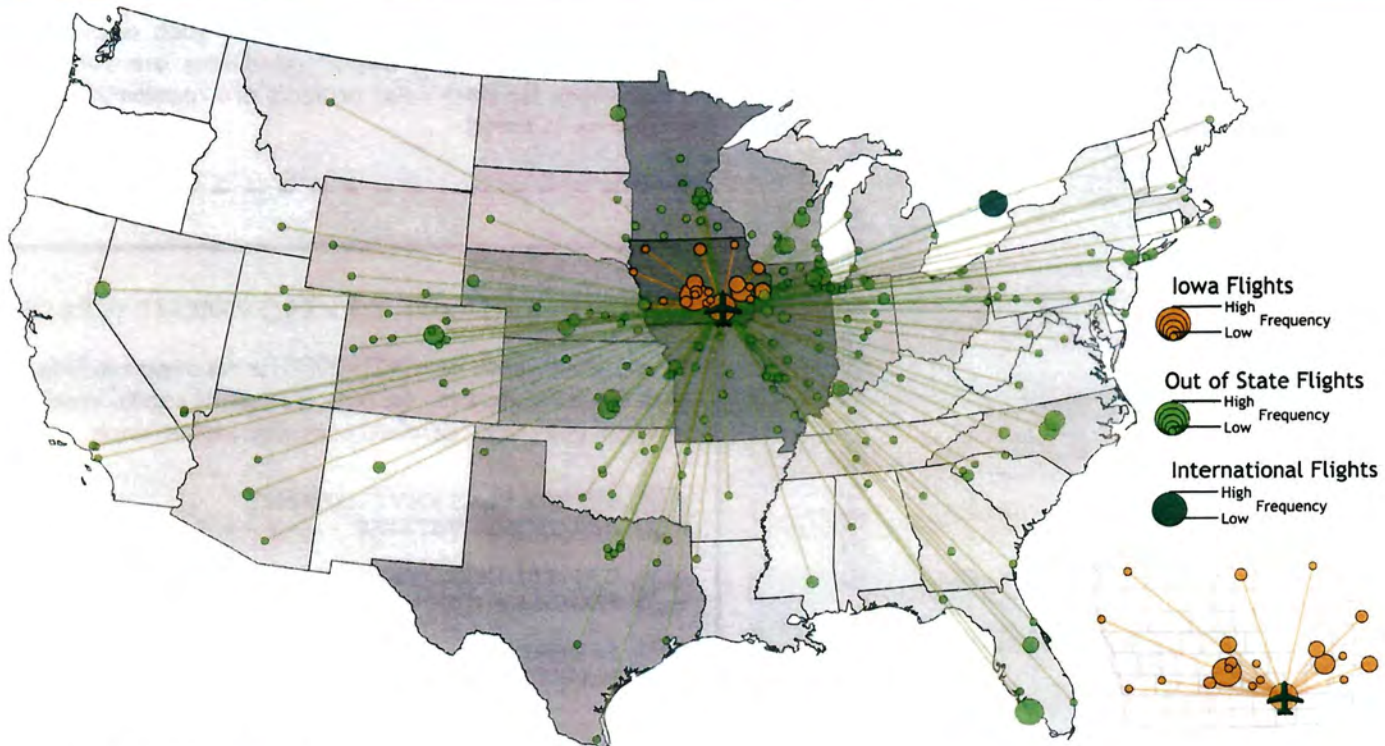 Iowa Flights
High
Frequency
Low
Out of State Flights
High
Frequency
Low
International Flights
High
Frequency
Low